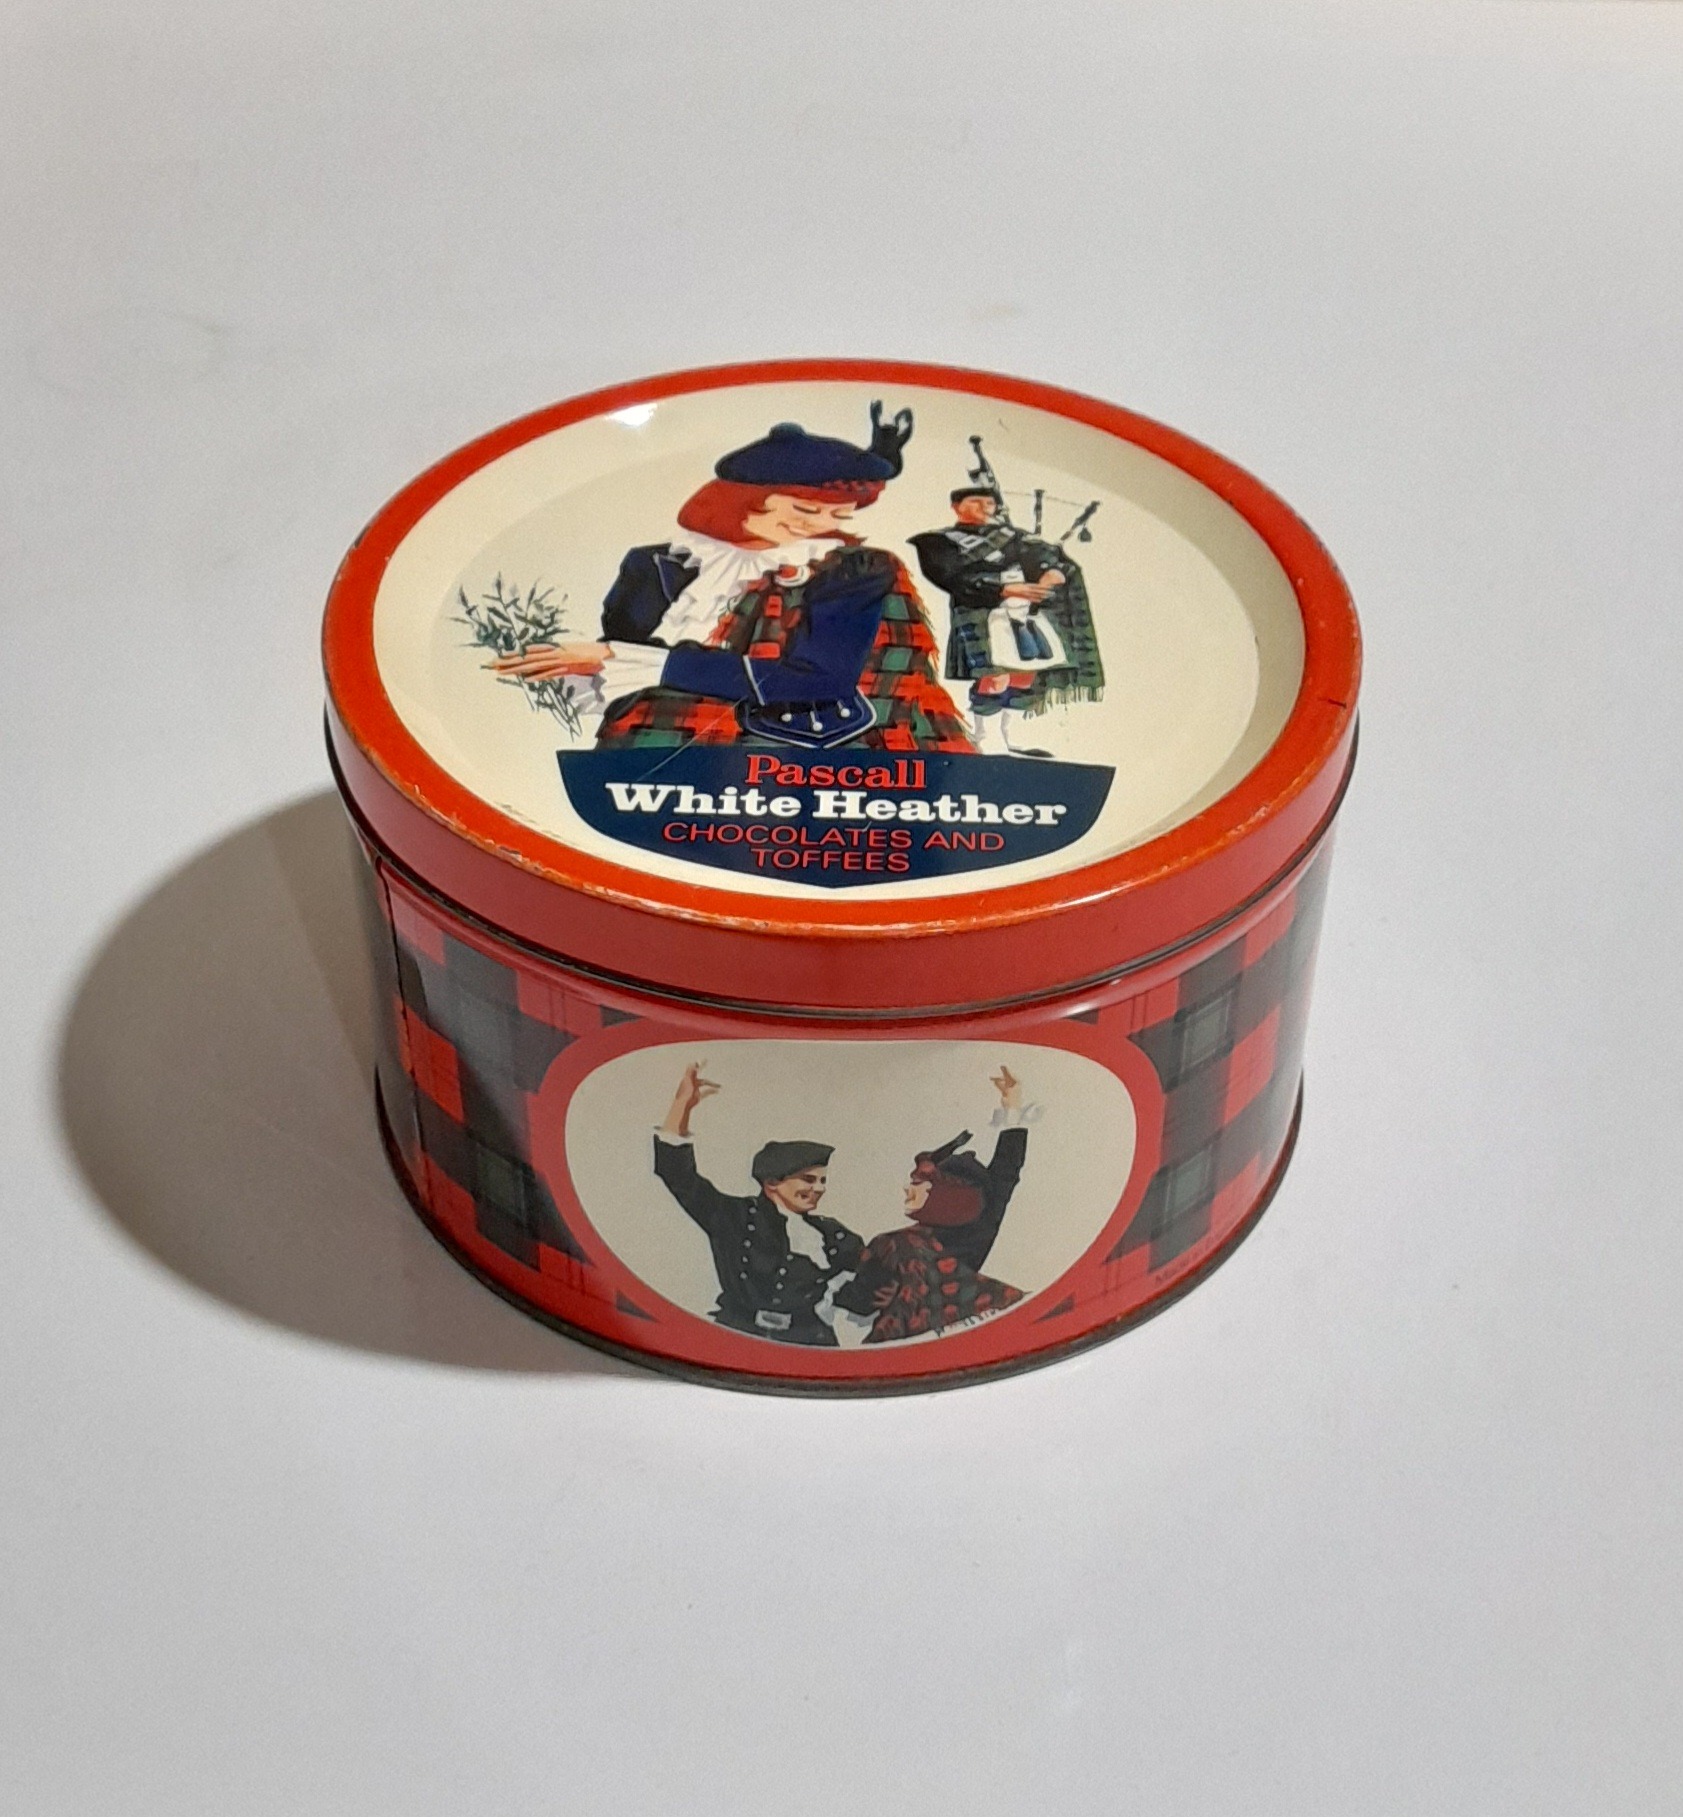 Pascall
White Heather
CHOCOLATES AND
TOFFEES